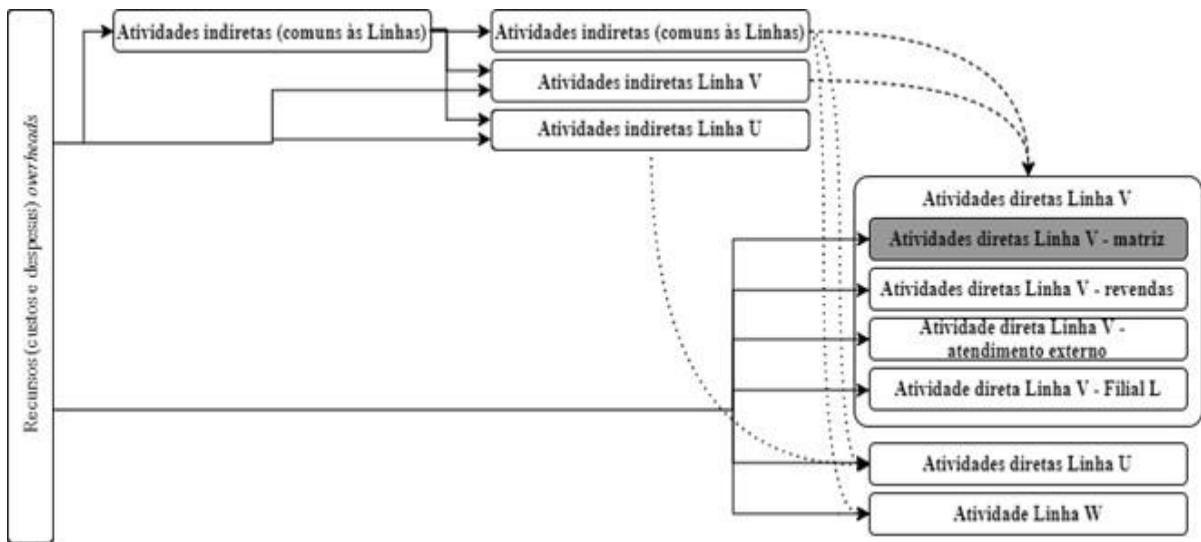 Recursos (custos e despesas) overheads
Atividades indiretas (comuns às Linhas)
Atividades indiretas (comuns às Linhas)
Atividades indiretas Linha V
Atividades indiretas Linha U
Atividades diretas Linha V
Atividades diretas Linha V - matriz
Atividades diretas Linha V - revendas
Atividade direta Linha V -
atendimento externo
Atividade direta Linha V - Filial L
Atividades diretas Linha U
Atividade Linha W